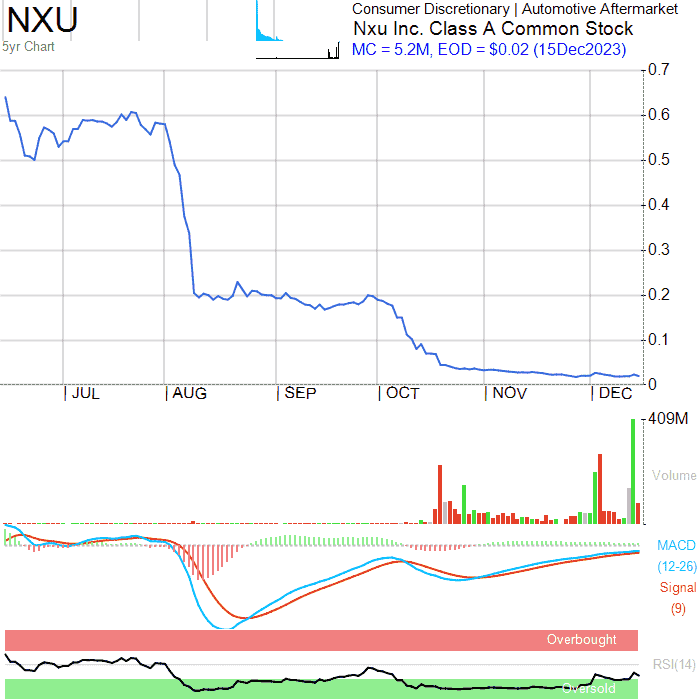 NXU
5yr Chart
Consumer Discretionary | Automotive Aftermarket
Nxu Inc. Class A Common Stock
MC = 5.2M, EOD = $0.02 (15Dec2023)
0.7
0.6
0.5
0.4
0.3
0.2
0.1
0
| JUL | AUG | SEP | OCT | NOV | DEC
409M
Volume
MACD
(12-26)
Signal
(9)
Overbought
RSI(14)
Oversold